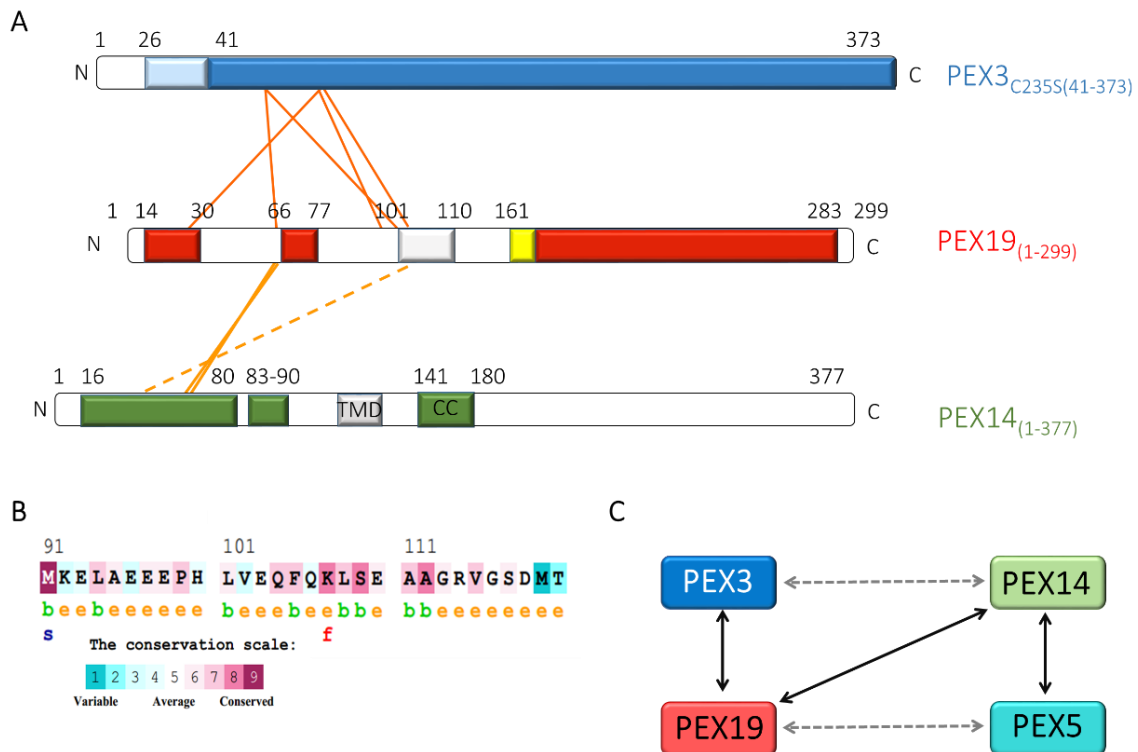 A
1 26 41 373
N C PEX3C235S(41-373)
1 14 30 66 77 101 110 161 283 299
N C PEX19(1-299)
1 16 80 83-90 141 180 377
N TMD CC C PEX14(1-377)
B
91 101 111
MKELAEEEPH LVEQFQKLSE AAGRVGSDMT
beebeeeeee beeebeebbe bbeeeeeeee
s f
The conservation scale:
1 2 3 4 5 6 7 8 9
Variable Average Conserved
C
PEX3 PEX14
PEX19 PEX5